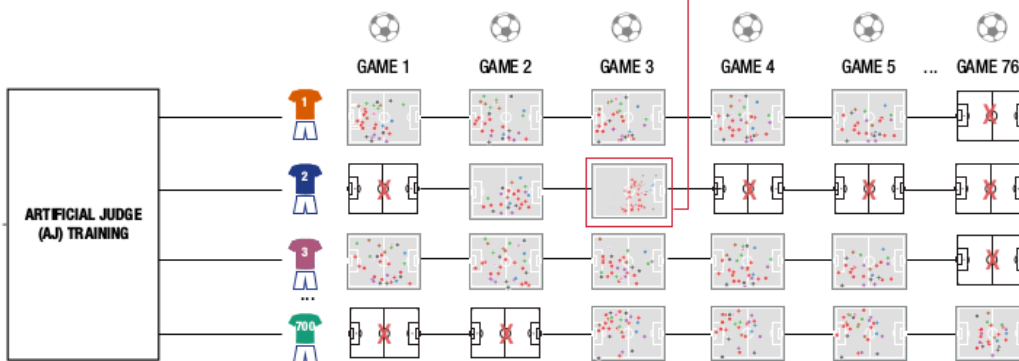 GAME 1 GAME 2 GAME 3 GAME 4 GAME 5 ... GAME 76
1
2
ARTIFICIAL JUDGE
(AJ) TRAINING
3
...
700